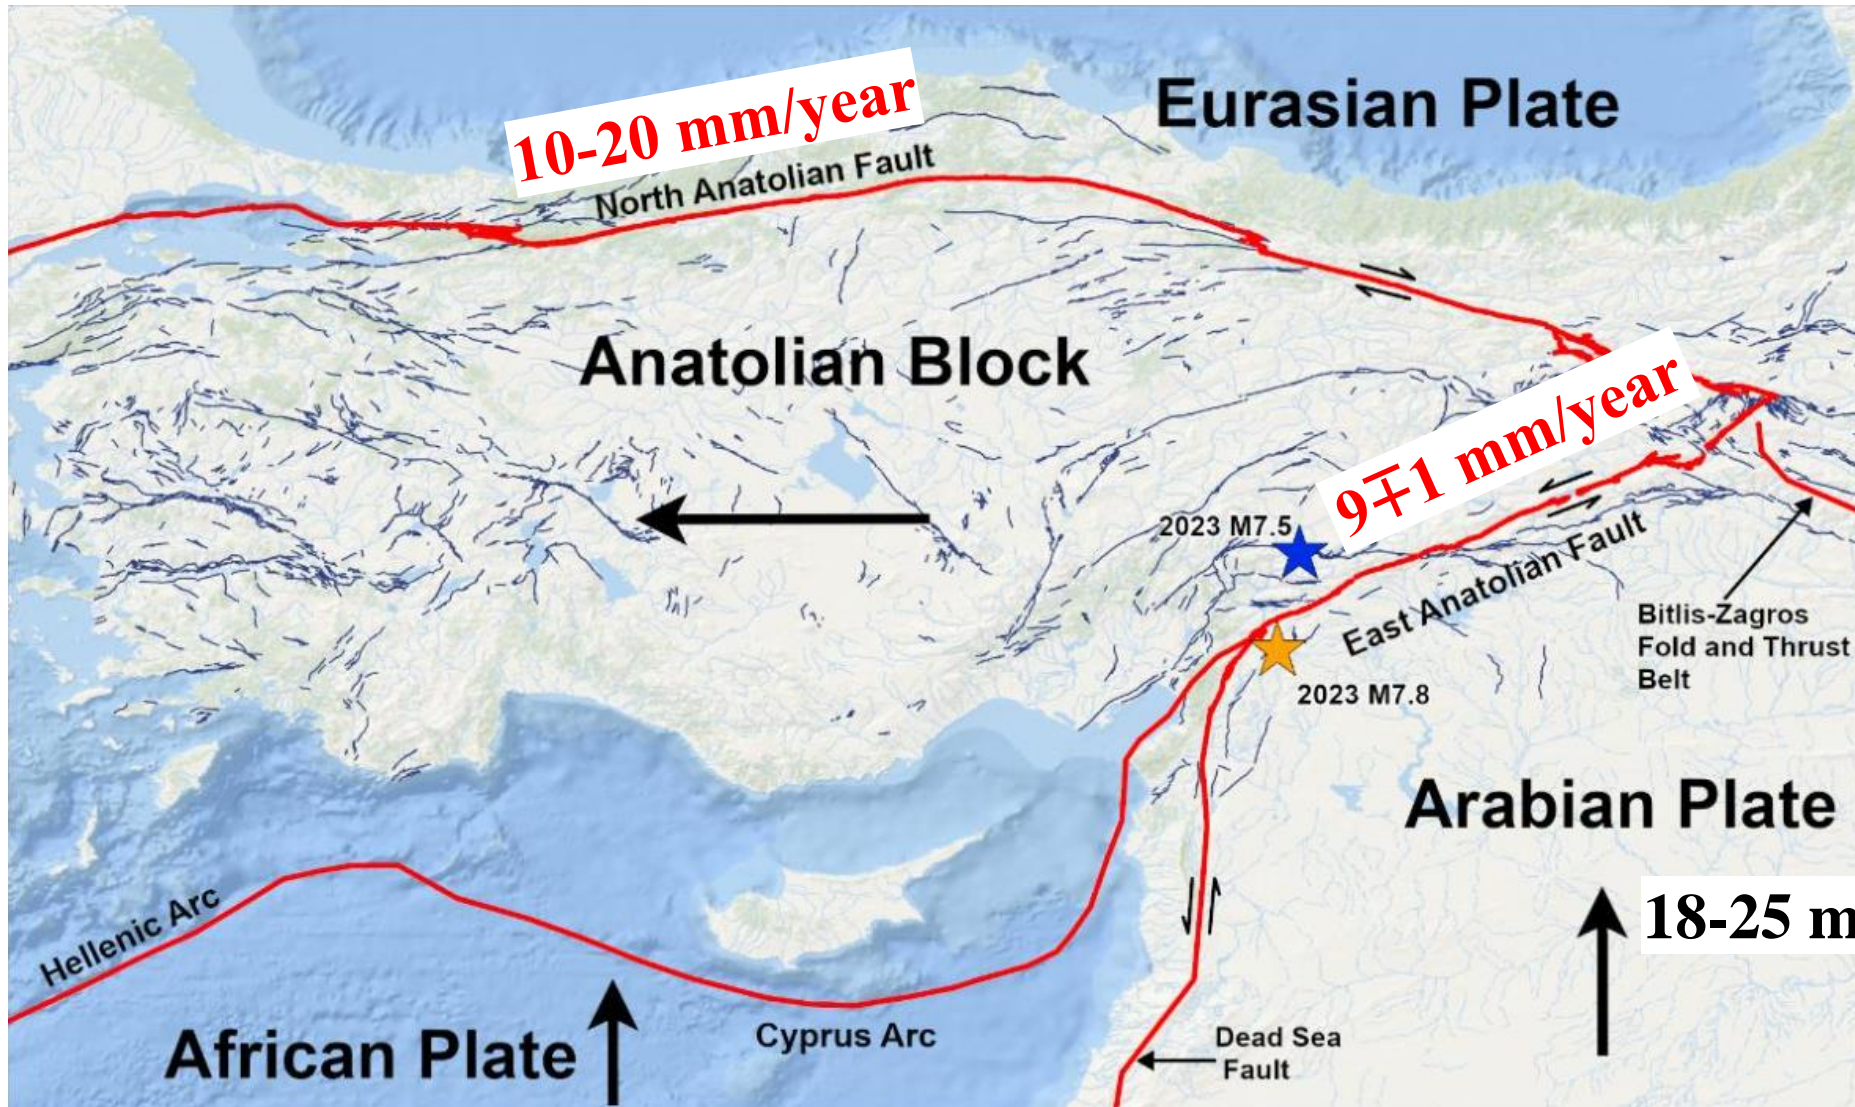 10-20 mm/year
Eurasian Plate
North Anatolian Fault
Anatolian Block
9∓1 mm/year
2023 M7.5
East Anatolian Fault
Bitlis-Zagros
Fold and Thrust
Belt
2023 M7.8
Arabian Plate
18-25 m
Hellenic Arc
African Plate
Cyprus Arc
Dead Sea
Fault